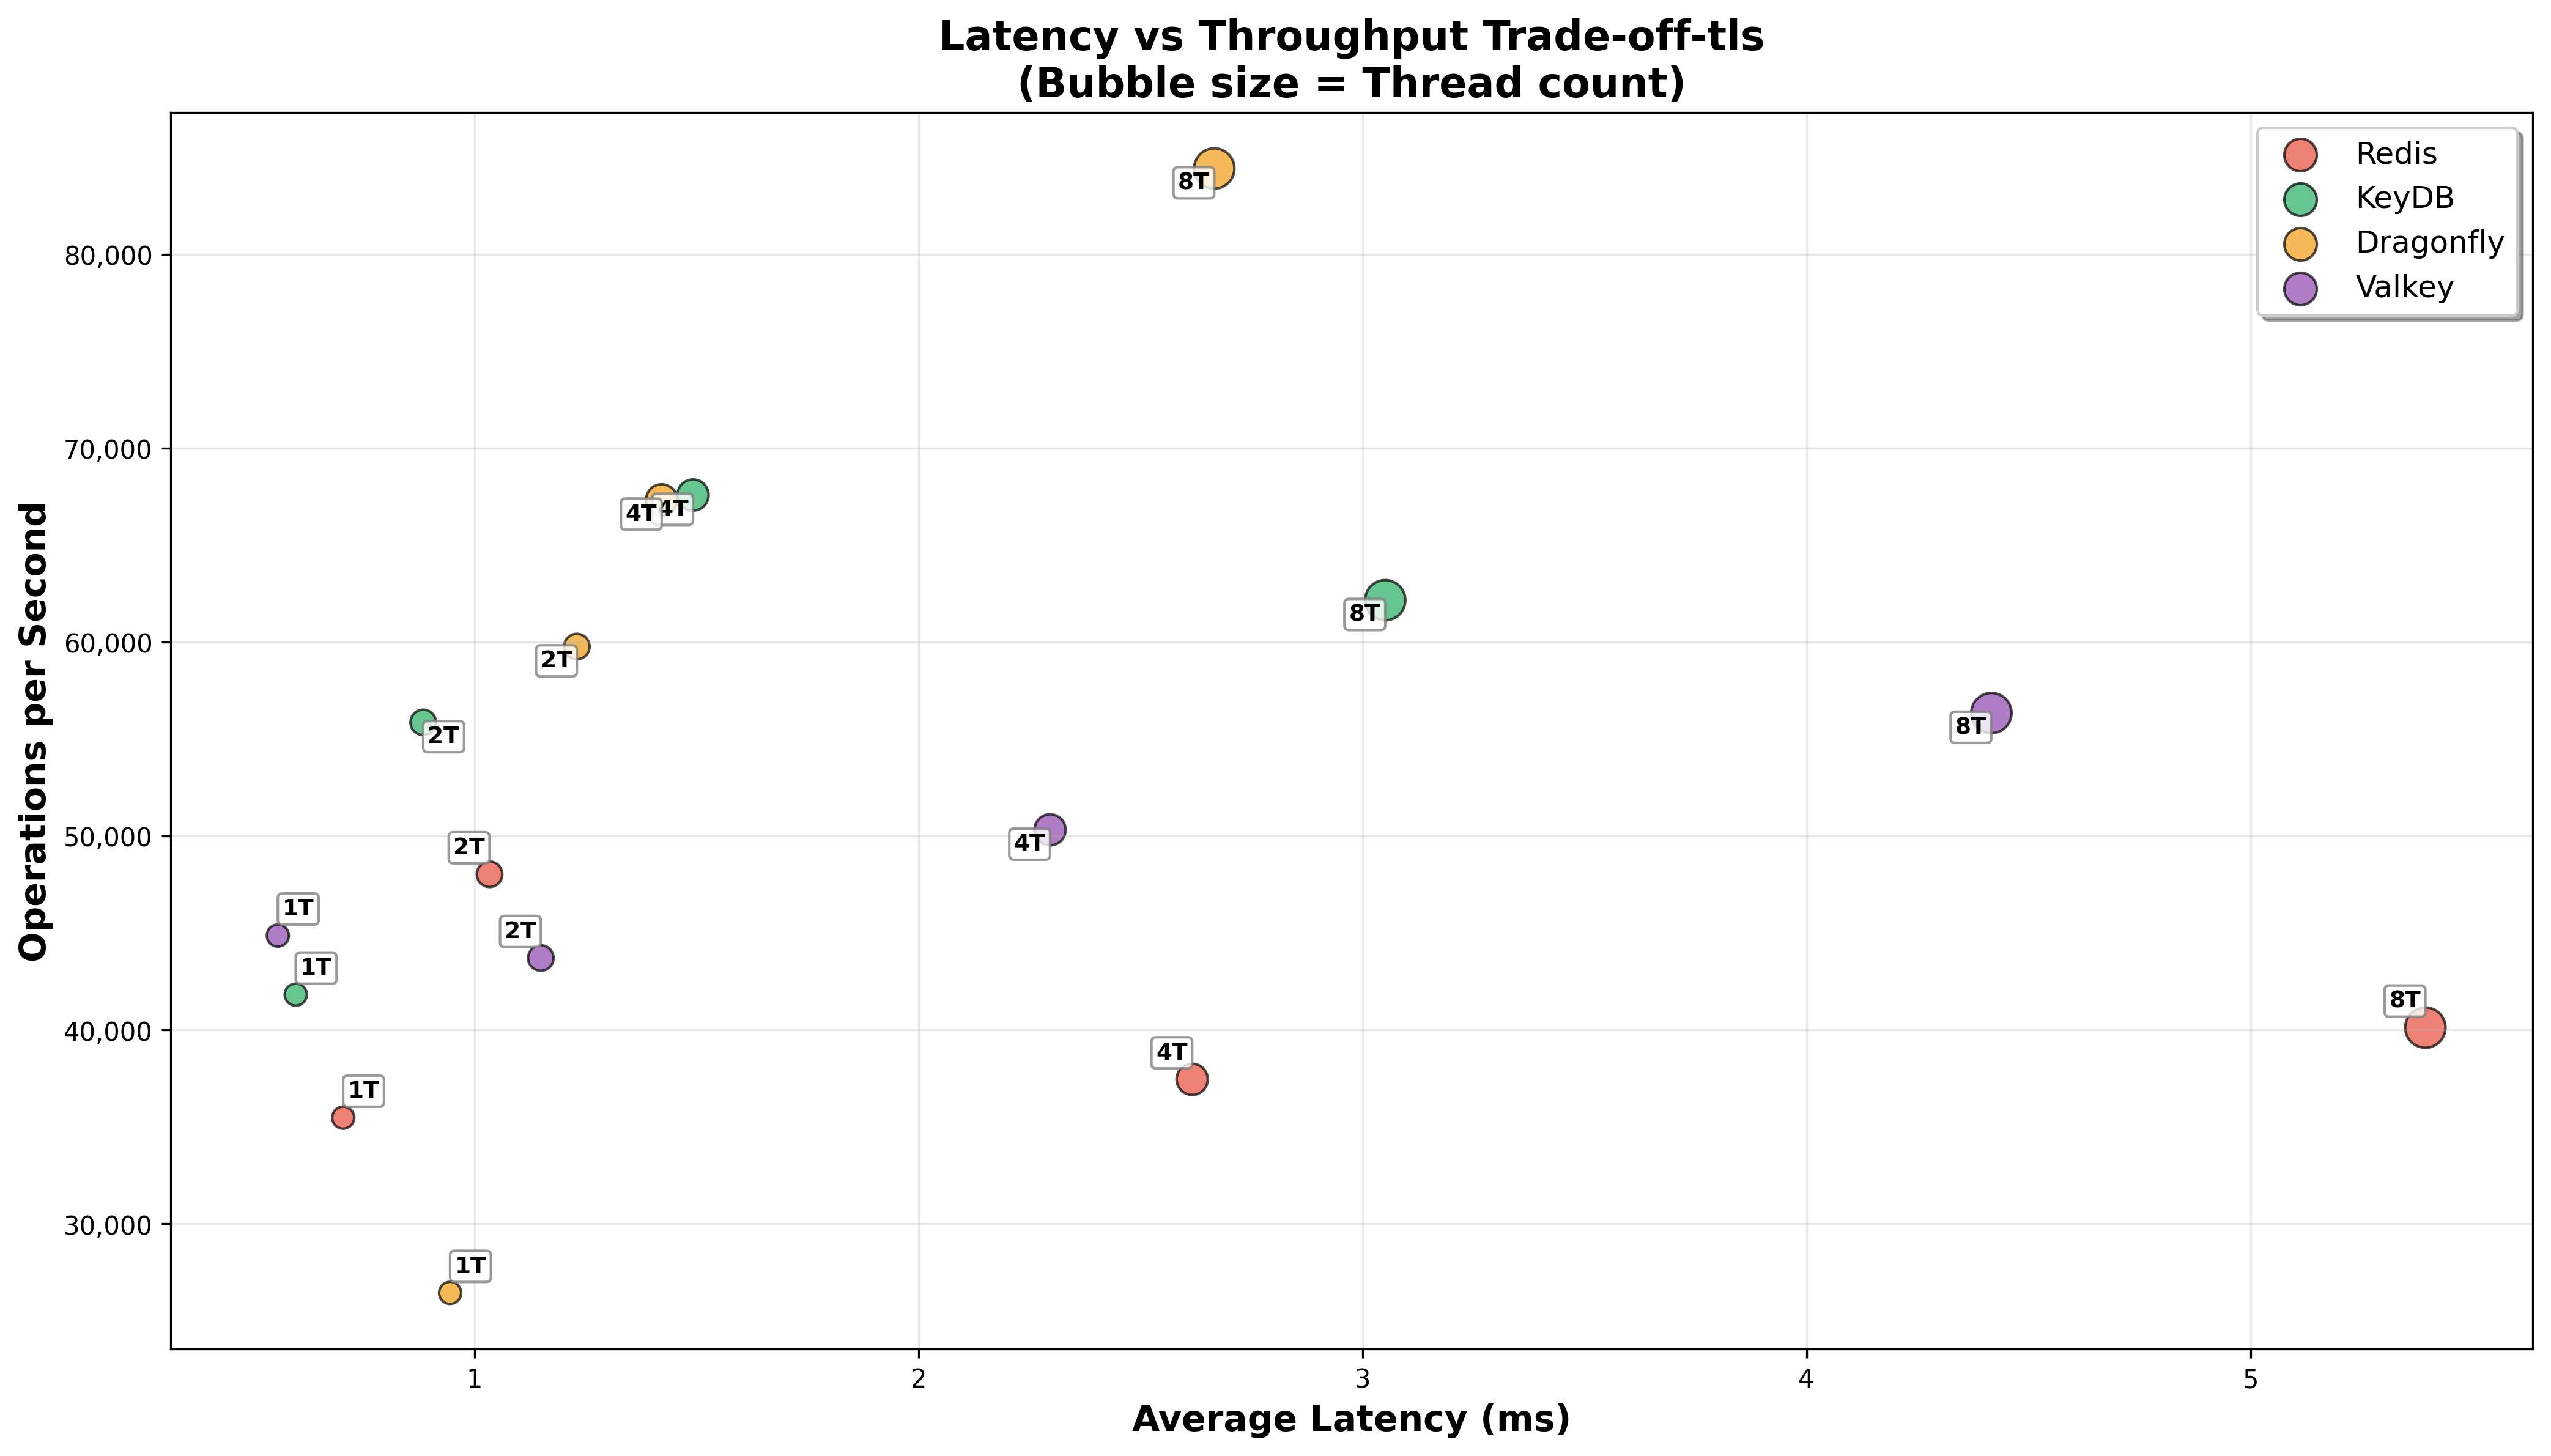 Latency vs Throughput Trade-off-tls
(Bubble size = Thread count)
Redis
KeyDB
Dragonfly
Valkey
Operations per Second
80,000
70,000
60,000
50,000
40,000
30,000
8T
4T
4T
8T
2T
2T
8T
4T
2T
1T
2T
1T
8T
4T
1T
1T
1
2
3
4
5
Average Latency (ms)